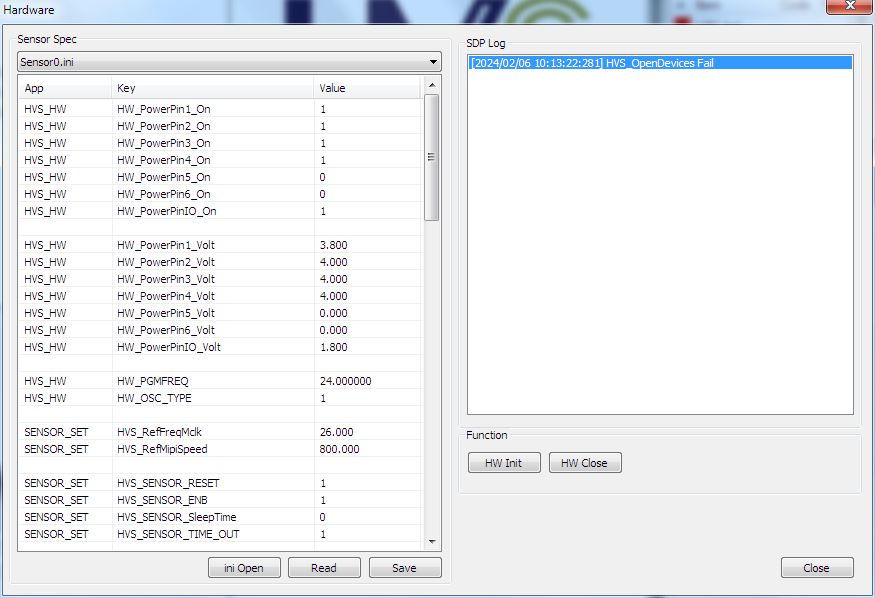 Hardware
Sensor Spec
Sensor0.ini
App Key Value
HVS_HW HW_PowerPin1_On 1
HVS_HW HW_PowerPin2_On 1
HVS_HW HW_PowerPin3_On 1
HVS_HW HW_PowerPin4_On 1
HVS_HW HW_PowerPin5_On 0
HVS_HW HW_PowerPin6_On 0
HVS_HW HW_PowerPinIO_On 1
HVS_HW HW_PowerPin1_Volt 3.800
HVS_HW HW_PowerPin2_Volt 4.000
HVS_HW HW_PowerPin3_Volt 4.000
HVS_HW HW_PowerPin4_Volt 4.000
HVS_HW HW_PowerPin5_Volt 0.000
HVS_HW HW_PowerPin6_Volt 0.000
HVS_HW HW_PowerPinIO_Volt 1.800
HVS_HW HW_PGMFREQ 24.000000
HVS_HW HW_OSC_TYPE 1
SENSOR_SET HVS_RefFreqMclk 26.000
SENSOR_SET HVS_RefMipiSpeed 800.000
SENSOR_SET HVS_SENSOR_RESET 1
SENSOR_SET HVS_SENSOR_ENB 1
SENSOR_SET HVS_SENSOR_SleepTime 0
SENSOR_SET HVS_SENSOR_TIME_OUT 1
ini Open Read Save
SDP Log
[2024/02/06 10:13:22:281] HVS_OpenDevices Fail
Function
HW Init HW Close
Close